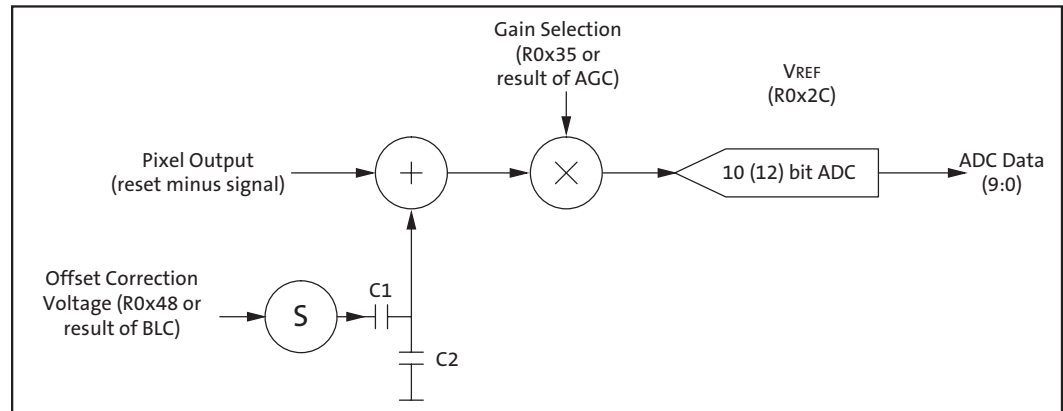 Gain Selection
(R0x35 or
result of AGC)
VREF
(R0x2C)
Pixel Output
(reset minus signal)
+
×
10 (12) bit ADC
ADC Data
(9:0)
Offset Correction
Voltage (R0x48 or
result of BLC)
S
C1
C2